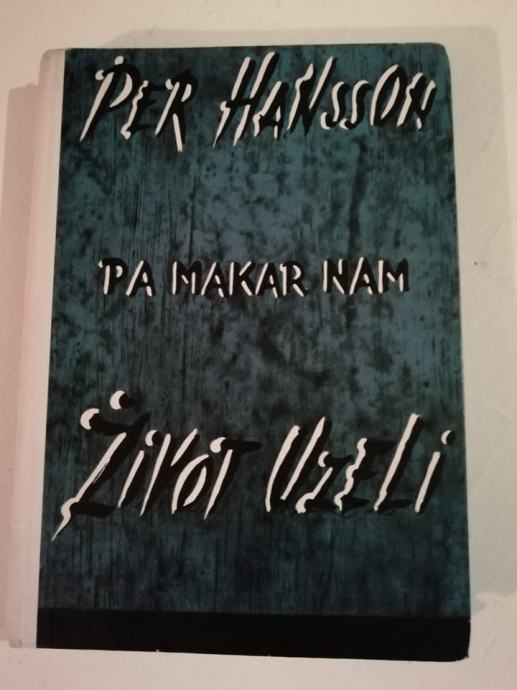 PER HANSSON
PA MAKAR NAM
ŽIVOT UZELI